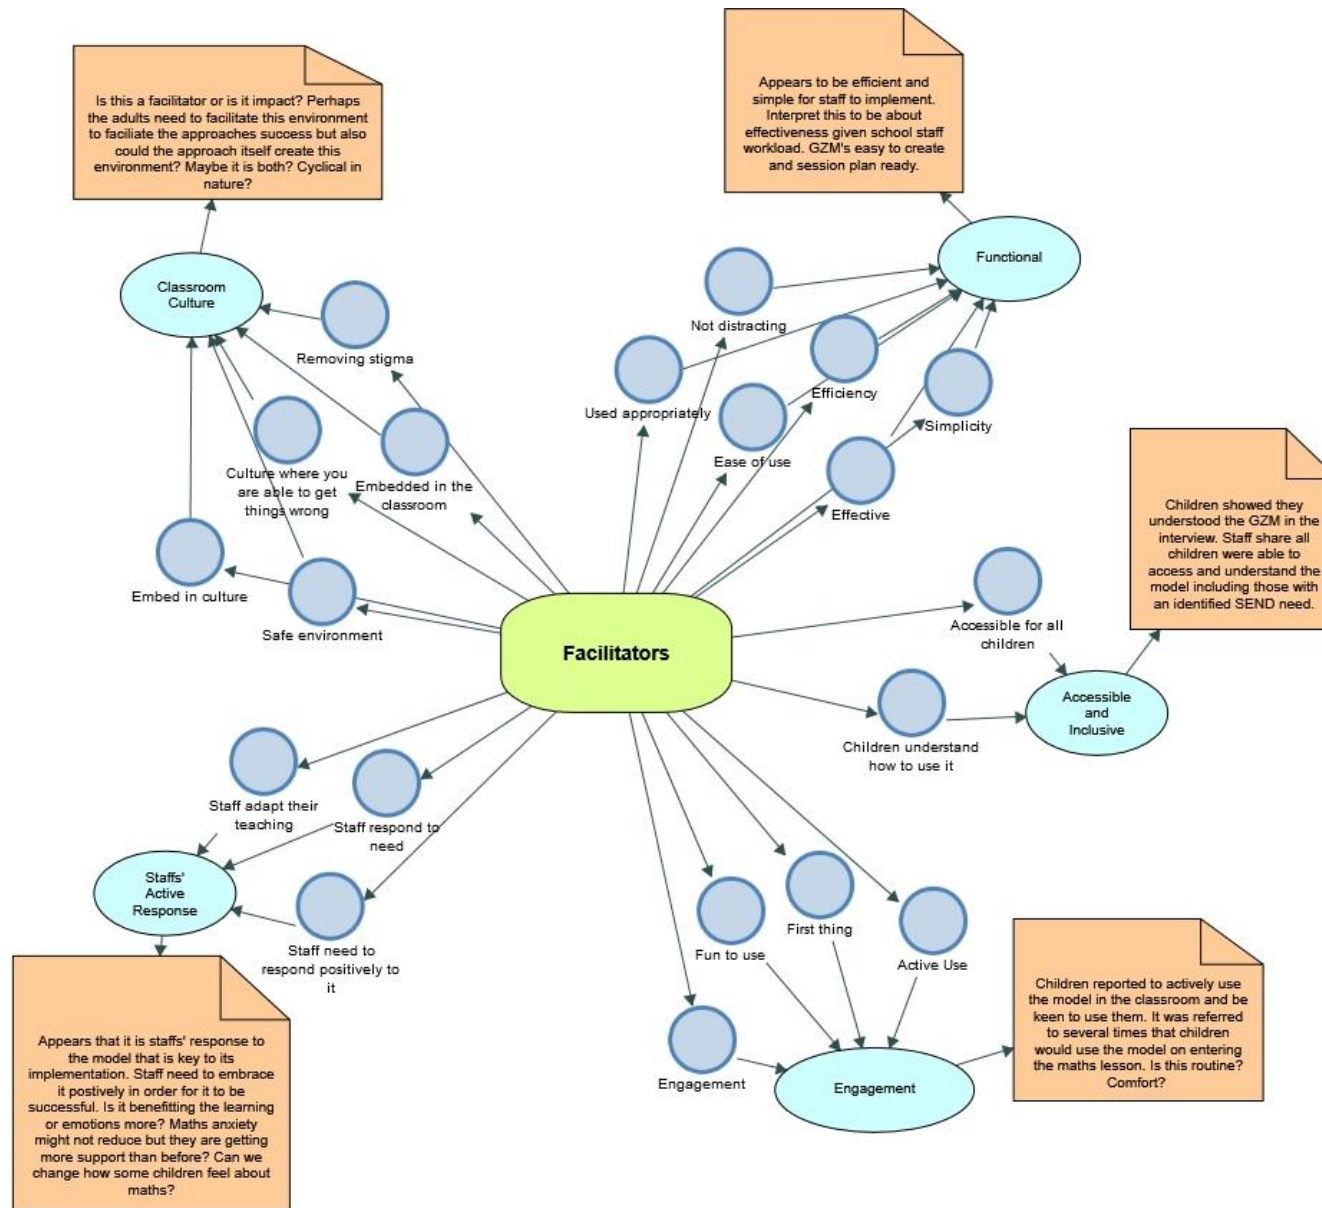 Is this a facilitator or is it impact? Perhaps
the adults need to facilitate this environment
to faciliate the approaches success but also
could the approach itself create this
environment? Maybe it is both? Cyclical in
nature?
Appears to be efficient and
simple for staff to implement.
Interpret this to be about
effectiveness given school staff
workload. GZM's easy to create
and session plan ready.
Classroom
Culture
Functional
Removing stigma
Not distracting
Used appropriately
Efficiency
Simplicity
Ease of use
Effective
Culture where you
are able to get
things wrong
Embedded in the
classroom
Embed in culture
Safe environment
Children showed they
understood the GZM in the
interview. Staff share all
children were able to
access and understand the
model including those with
an identified SEND need.
Accessible for all
children
Facilitators
Accessible
and
Inclusive
Children understand
how to use it
Staff adapt their
teaching
Staff respond to
need
Staffs'
Active
Response
Staff need to
respond positively to
it
Fun to use
First thing
Active Use
Engagement
Engagement
Children reported to actively use
the model in the classroom and be
keen to use them. It was referred
to several times that children
would use the model on entering
the maths lesson. Is this routine?
Comfort?
Appears that it is staffs' response to
the model that is key to its
implementation. Staff need to embrace
it postively in order for it to be
successful. Is it benefitting the learning
or emotions more? Maths anxiety
might not reduce but they are getting
more support than before? Can we
change how some children feel about
maths?